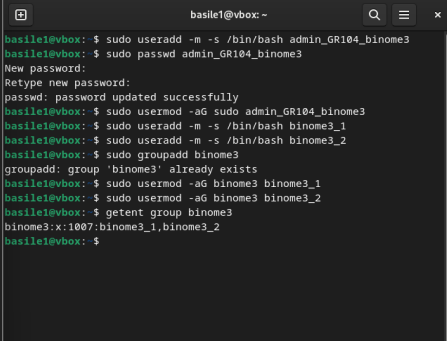 basile1@vbox: ~
basile1@vbox:~$ sudo useradd -m -s /bin/bash admin_GR104_binome3
basile1@vbox:~$ sudo passwd admin_GR104_binome3
New password:
Retype new password:
passwd: password updated successfully
basile1@vbox:~$ sudo usermod -aG sudo admin_GR104_binome3
basile1@vbox:~$ sudo useradd -m -s /bin/bash binome3_1
basile1@vbox:~$ sudo useradd -m -s /bin/bash binome3_2
basile1@vbox:~$ sudo groupadd binome3
groupadd: group 'binome3' already exists
basile1@vbox:~$ sudo usermod -aG binome3 binome3_1
basile1@vbox:~$ sudo usermod -aG binome3 binome3_2
basile1@vbox:~$ getent group binome3
binome3:x:1007:binome3_1,binome3_2
basile1@vbox:~$